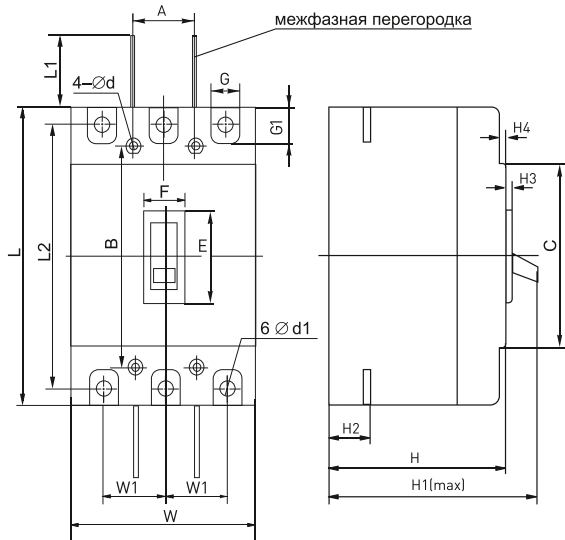 A
межфазная перегородка
L1
4–Ød
G
G1
H4
H3
F
E
B
C
L2
L
6 Ø d1
H2
H
W1
W1
H1(max)
W